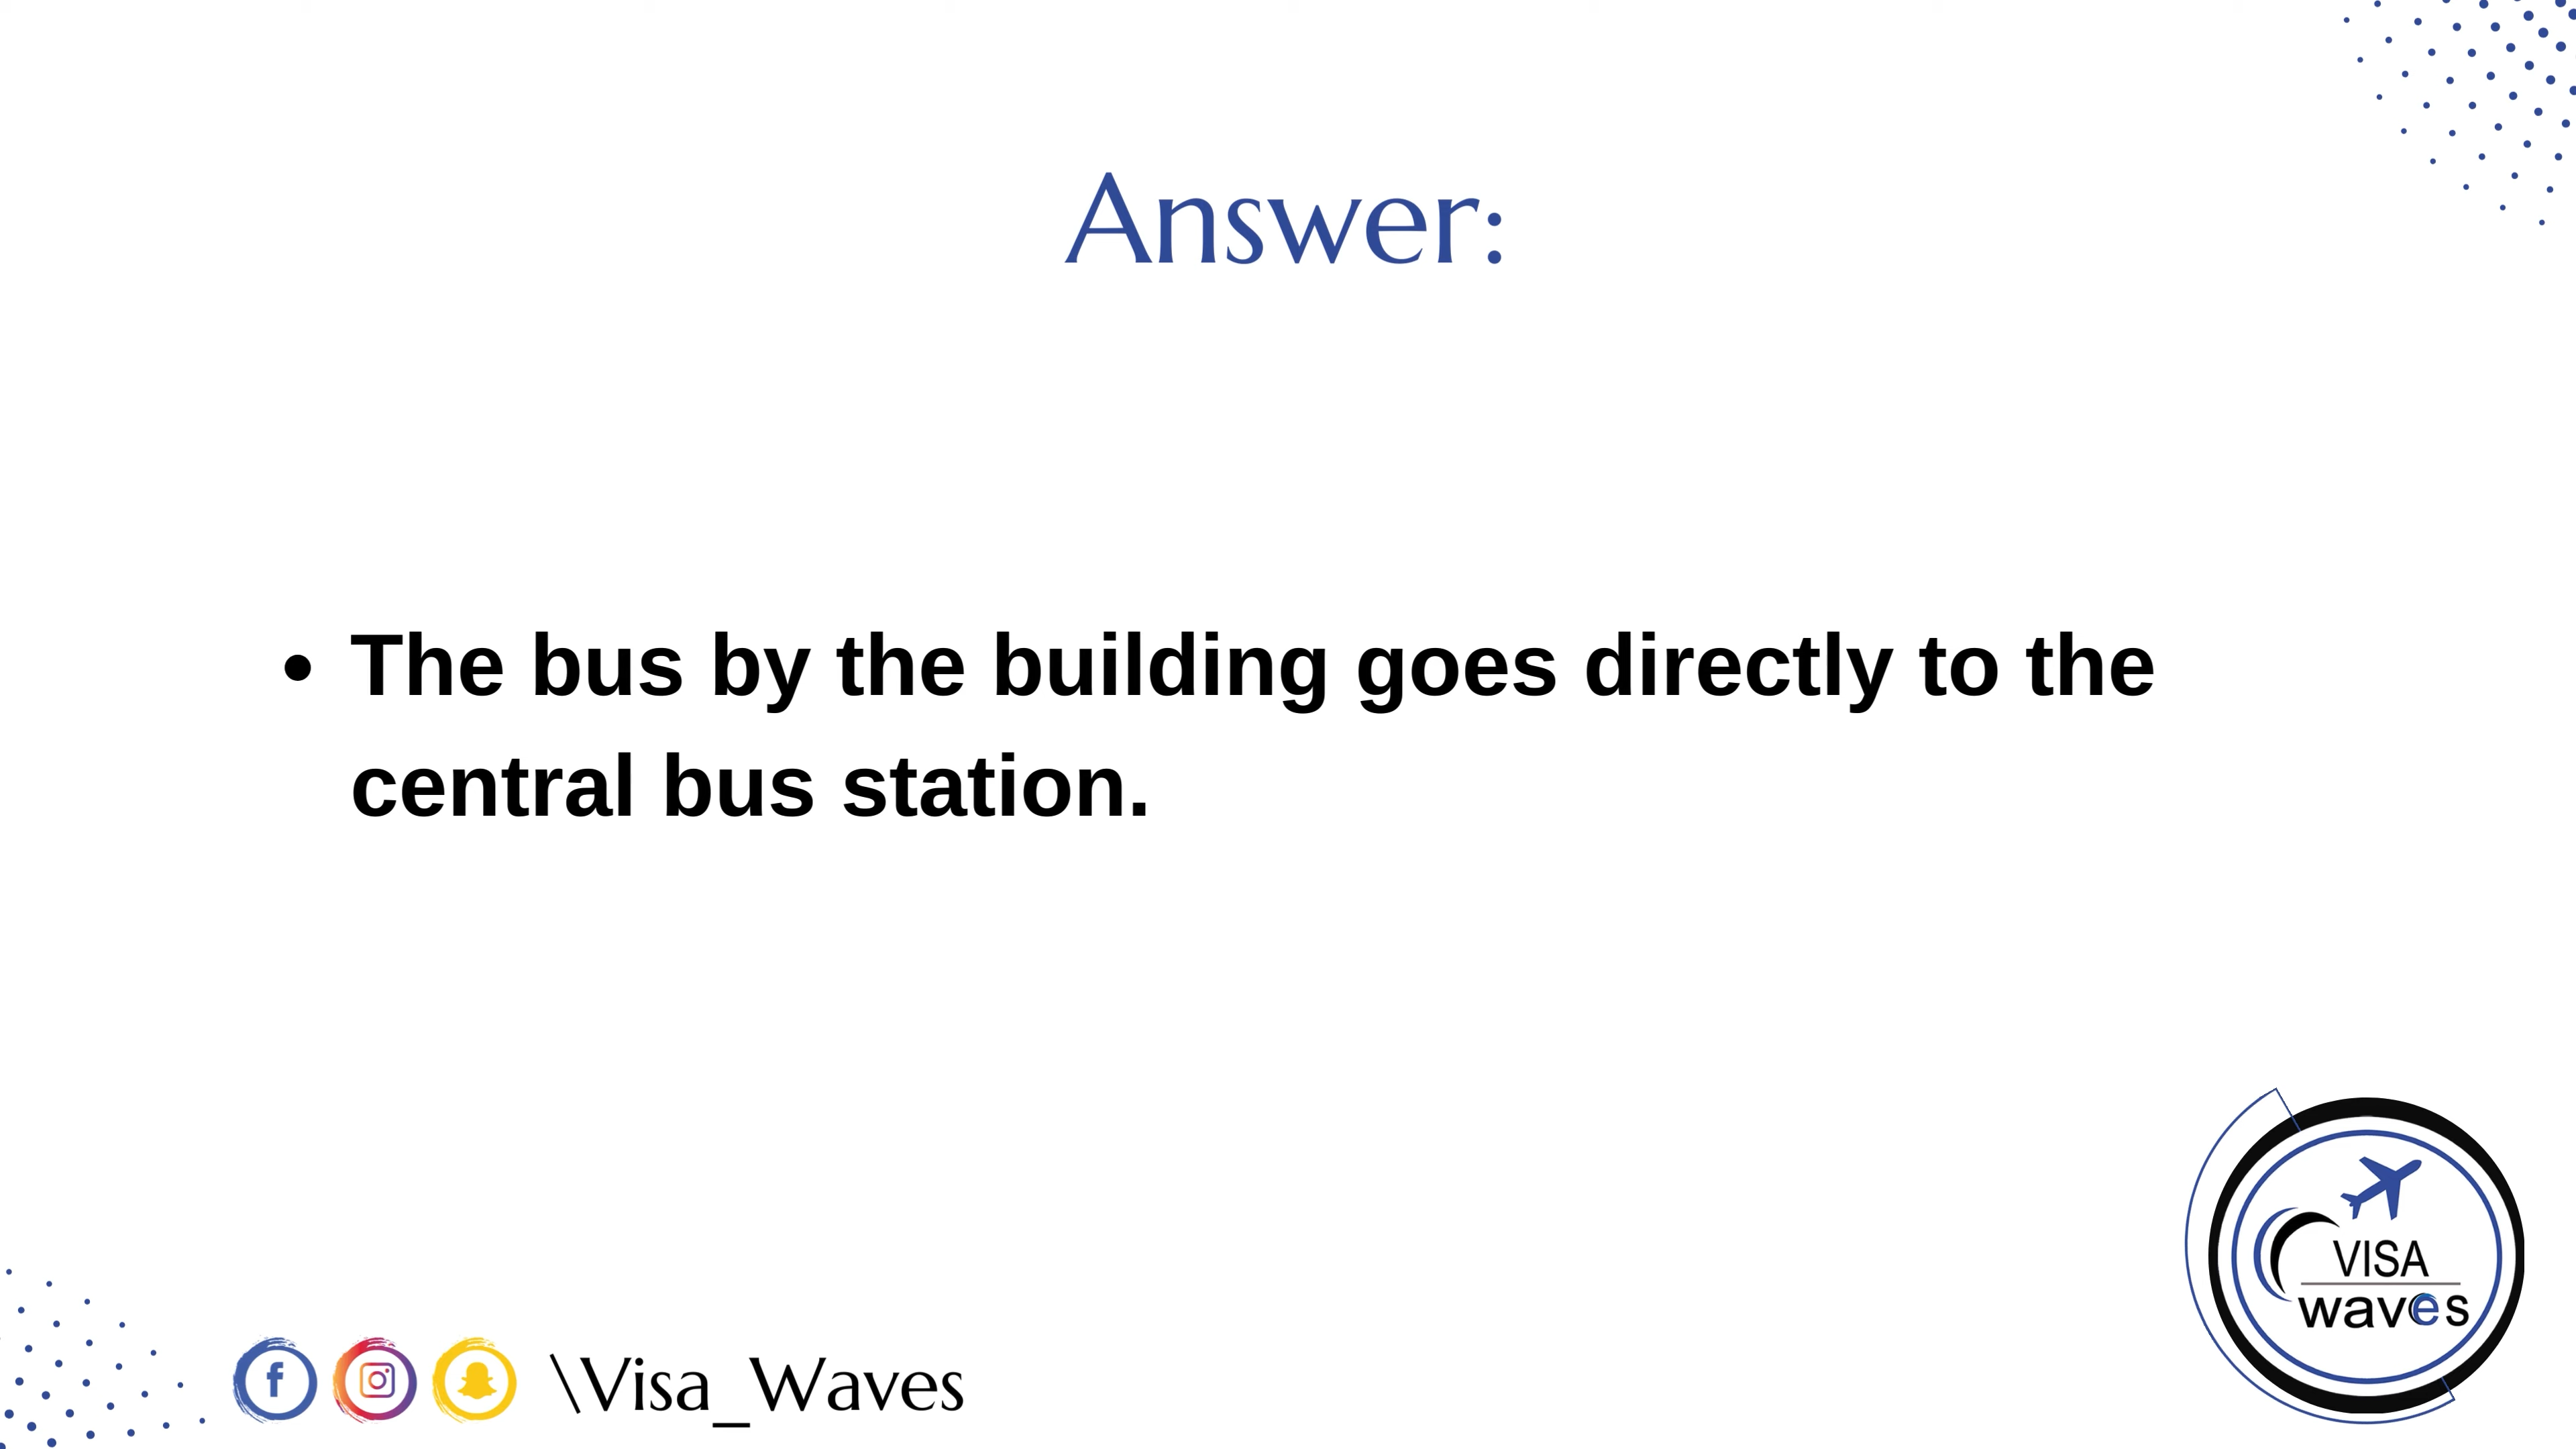 Answer:
• The bus by the building goes directly to the
central bus station.
VISA
waves
\Visa_Waves